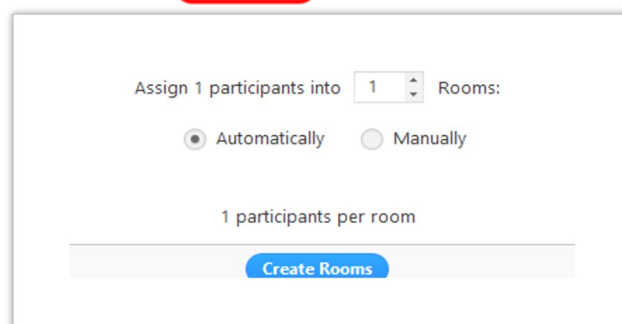 Assign 1 participants into 1 Rooms:
Automatically Manually
1 participants per room
Create Rooms